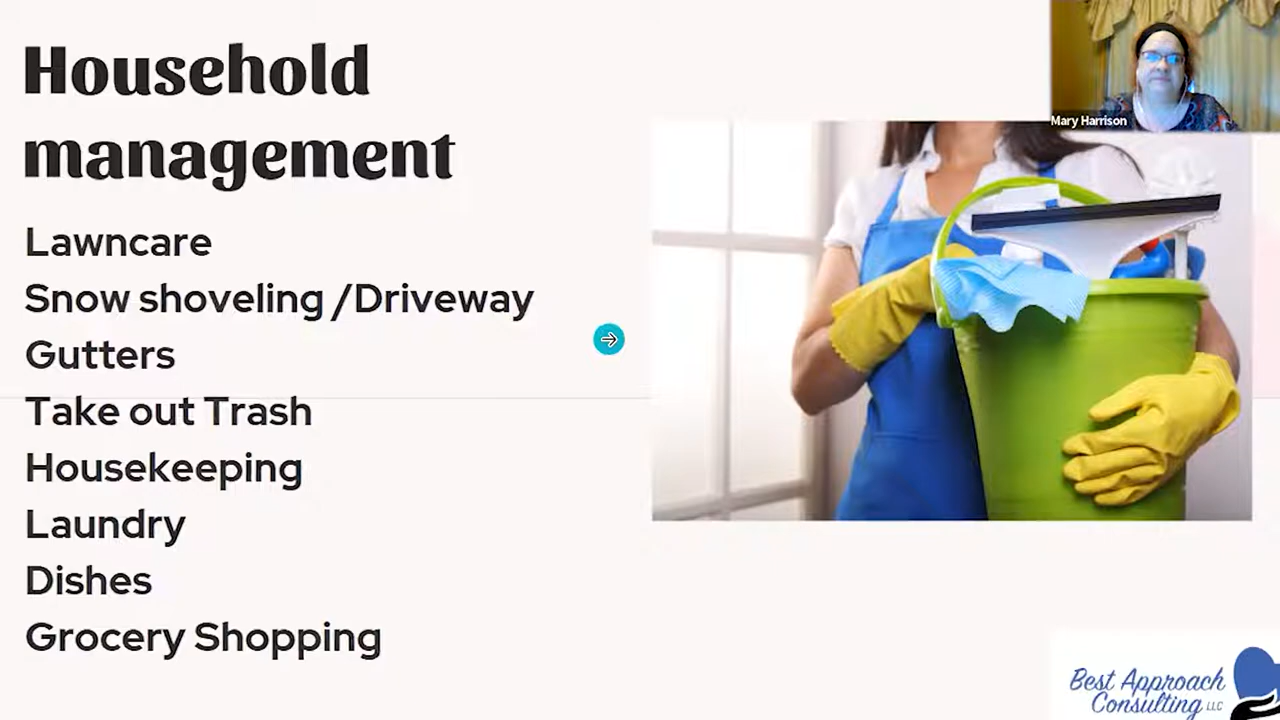 Household
management
Lawncare
Snow shoveling /Driveway
Gutters
Take out Trash
Housekeeping
Laundry
Dishes
Grocery Shopping
Mary Harrison
Best Approach
Consulting LLC